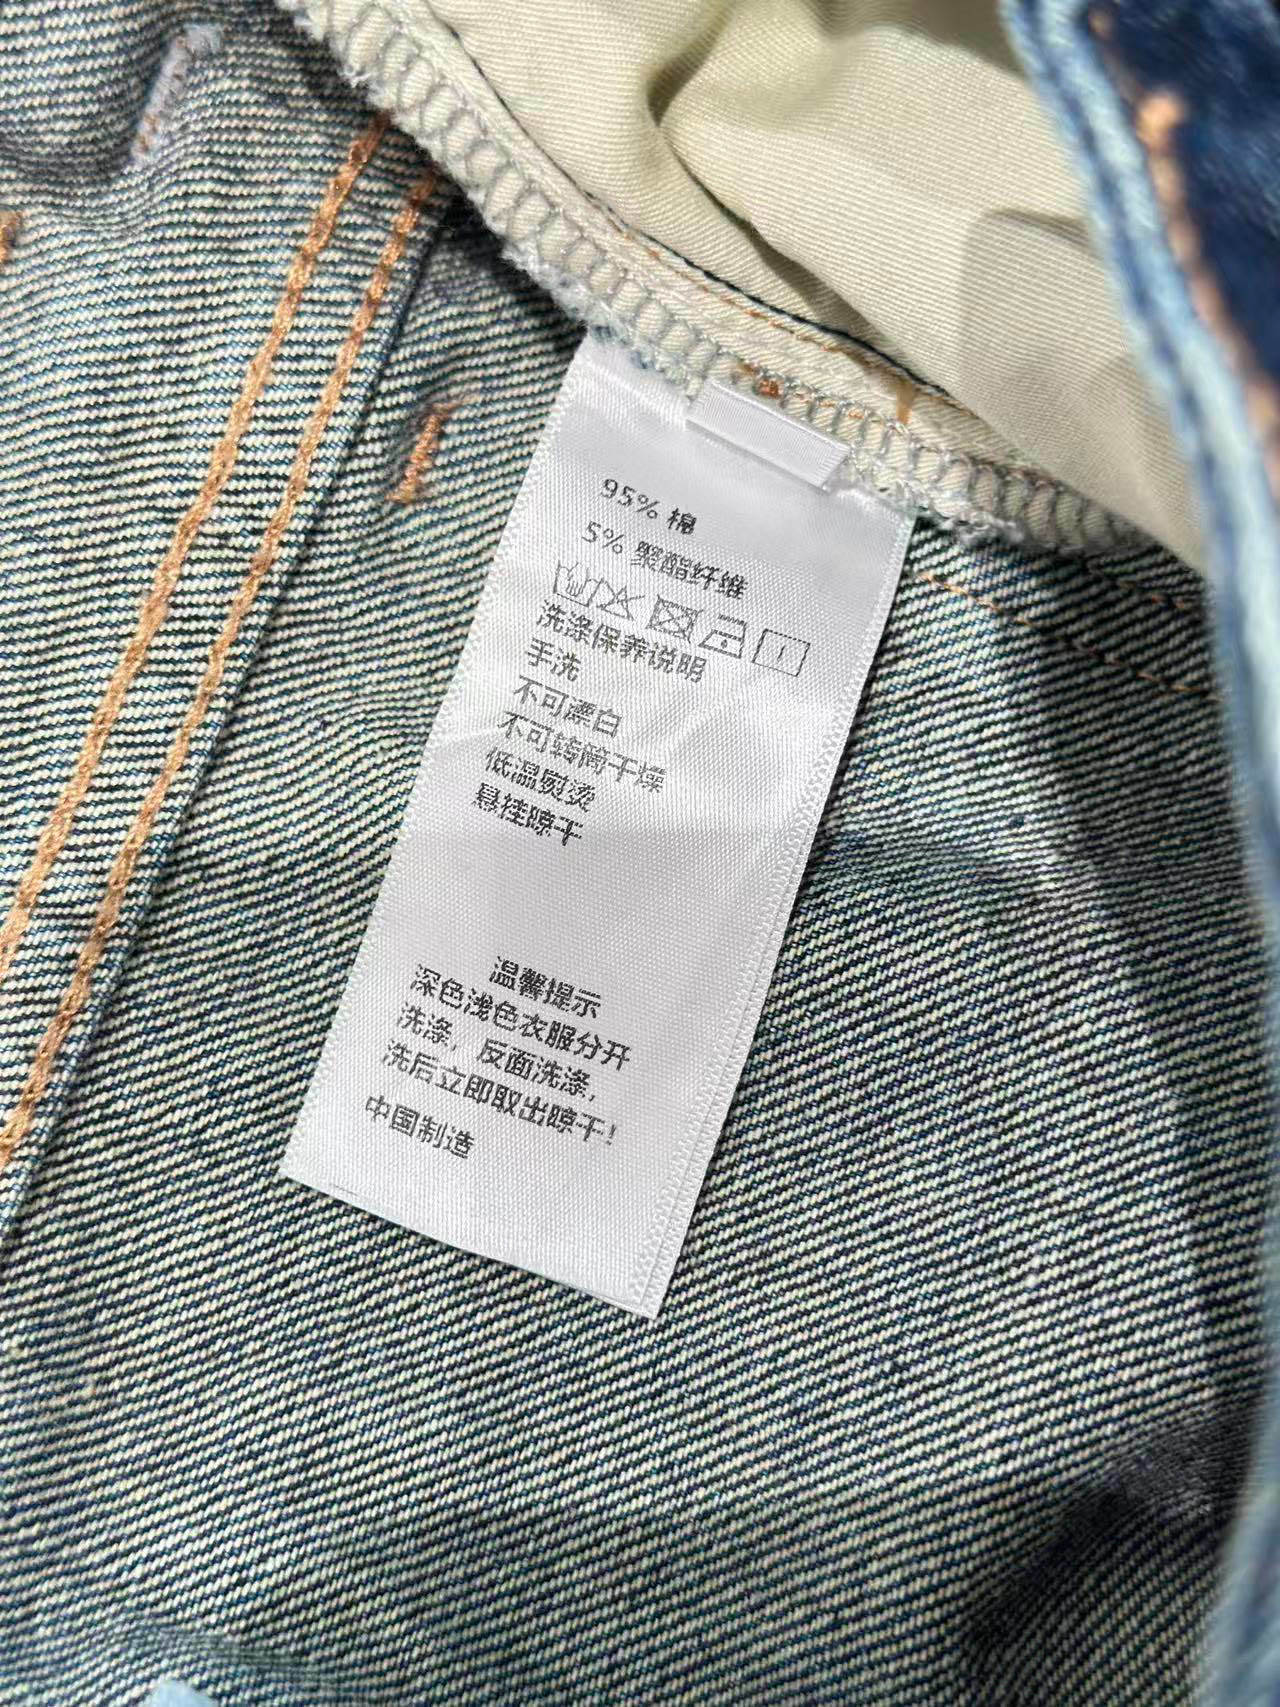 95% 棉
5% 聚酯纤维
洗涤保养说明
手洗
不可漂白
不可转筒干燥
低温熨烫
悬挂晾干
温馨提示
深色浅色衣服分开
洗涤，反面洗涤，
洗后立即取出晾干！
中国制造